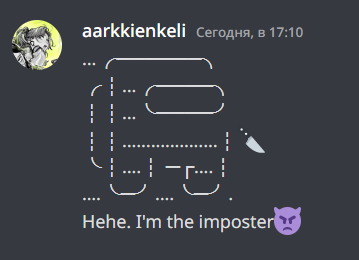 aarkkienkeli Сегодня, в 17:10
... ╭━━━━━━━╮
╭ ┆ ... ╭━━━━━╮
┆ ┆ ... ╰━━━━━╯
┆ ┆ ................... ┆ 🔪
╰ ┆ .... ┆ ━┏.... ┆
.... ╰━╯ .... ╰━╯ .
Hehe. I'm the imposter😈